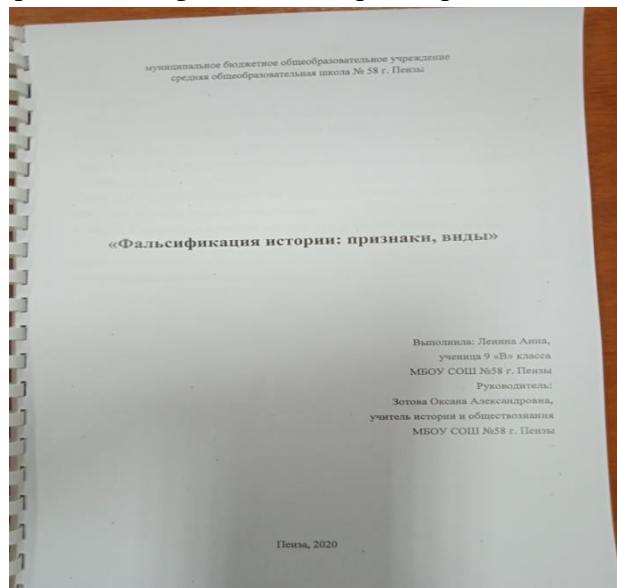 муниципальное бюджетное общеобразовательное учреждение
средняя общеобразовательная школа № 58 г. Пензы
«Фальсификация истории: признаки, виды»
Выполнила: Ленина Анна,
ученица 9 «В» класса
МБОУ СОШ №58 г. Пензы
Руководитель:
Зотова Оксана Александровна,
учитель истории и обществознания
МБОУ СОШ №58 г. Пензы
Пенза, 2020